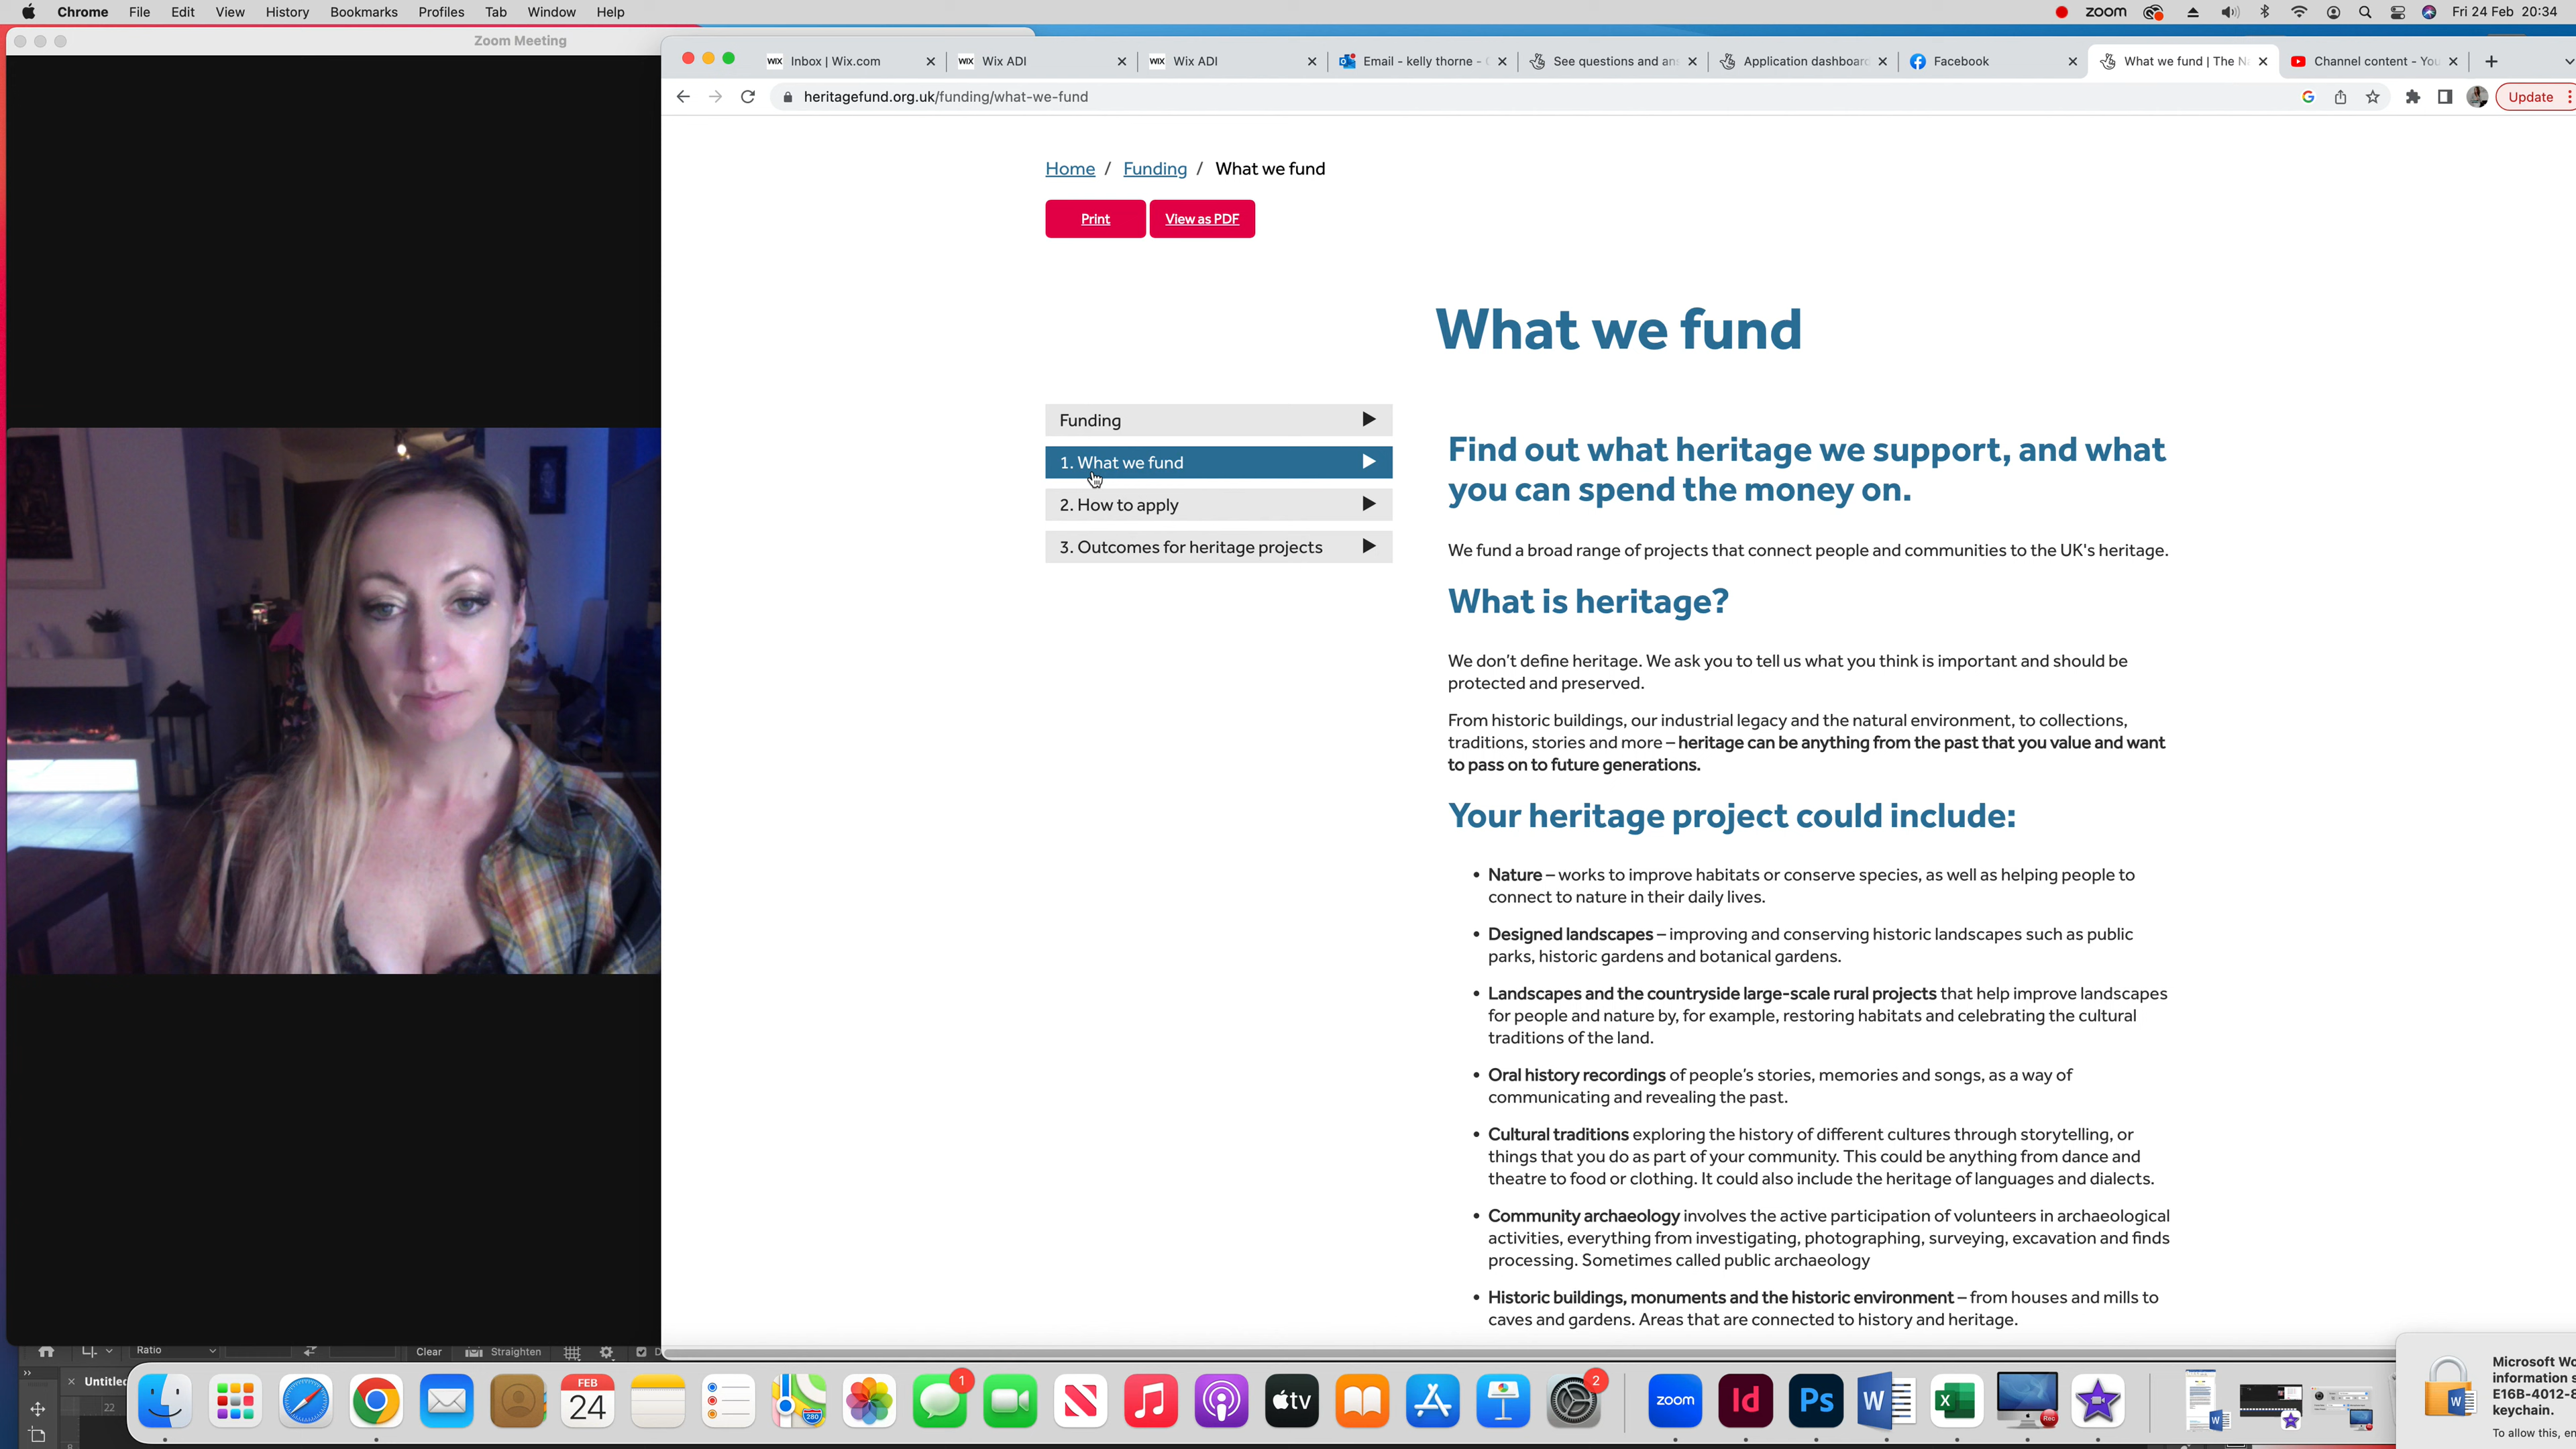 Chrome File Edit View History Bookmarks Profiles Tab Window Help
zoom Fri 24 Feb 20:34
Zoom Meeting
WIX Inbox | Wix.com
WIX Wix ADI
WIX Wix ADI
Email - kelly thorne -
See questions and an
Application dashboard
Facebook
What we fund | The N
Channel content - You
heritagefund.org.uk/funding/what-we-fund
Update
Home / Funding / What we fund
Print View as PDF
What we fund
Funding
1. What we fund
2. How to apply
3. Outcomes for heritage projects
Find out what heritage we support, and what
you can spend the money on.
We fund a broad range of projects that connect people and communities to the UK's heritage.
What is heritage?
We don't define heritage. We ask you to tell us what you think is important and should be
protected and preserved.
From historic buildings, our industrial legacy and the natural environment, to collections,
traditions, stories and more – heritage can be anything from the past that you value and want
to pass on to future generations.
Your heritage project could include:
• Nature – works to improve habitats or conserve species, as well as helping people to
connect to nature in their daily lives.
• Designed landscapes – improving and conserving historic landscapes such as public
parks, historic gardens and botanical gardens.
• Landscapes and the countryside large-scale rural projects that help improve landscapes
for people and nature by, for example, restoring habitats and celebrating the cultural
traditions of the land.
• Oral history recordings of people's stories, memories and songs, as a way of
communicating and revealing the past.
• Cultural traditions exploring the history of different cultures through storytelling, or
things that you do as part of your community. This could be anything from dance and
theatre to food or clothing. It could also include the heritage of languages and dialects.
• Community archaeology involves the active participation of volunteers in archaeological
activities, everything from investigating, photographing, surveying, excavation and finds
processing. Sometimes called public archaeology
• Historic buildings, monuments and the historic environment – from houses and mills to
caves and gardens. Areas that are connected to history and heritage.
Ratio Clear Straighten
Untitled
22
FEB
24
280
1
tv
2
zoom
Id
Ps
W
X
Rec
Microsoft Wo
information s
E16B-4012-8
keychain.
To allow this, en